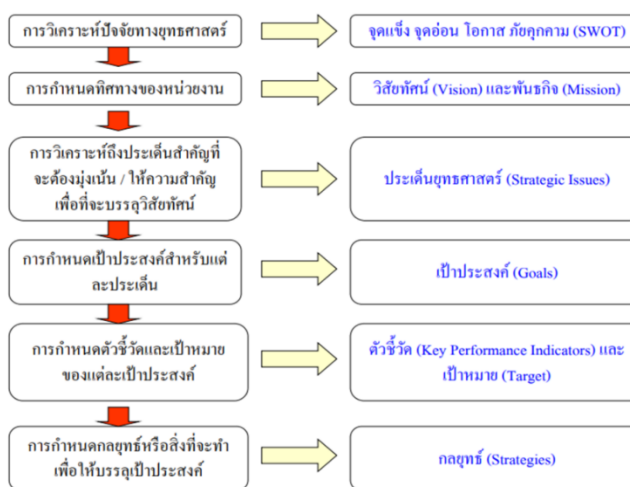 การวิเคราะห์ปัจจัยทางยุทธศาสตร์
จุดแข็ง จุดอ่อน โอกาส ภัยคุกคาม (SWOT)
การกำหนดทิศทางของหน่วยงาน
วิสัยทัศน์ (Vision) และพันธกิจ (Mission)
การวิเคราะห์ถึงประเด็นสำคัญที่
จะต้องมุ่งเน้น / ให้ความสำคัญ
เพื่อที่จะบรรลุวิสัยทัศน์
ประเด็นยุทธศาสตร์ (Strategic Issues)
การกำหนดเป้าประสงค์สำหรับแต่
ละประเด็น
เป้าประสงค์ (Goals)
การกำหนดตัวชี้วัดและเป้าหมาย
ของแต่ละเป้าประสงค์
ตัวชี้วัด (Key Performance Indicators) และ
เป้าหมาย (Target)
การกำหนดกลยุทธ์หรือสิ่งที่จะทำ
เพื่อให้บรรลุเป้าประสงค์
กลยุทธ์ (Strategies)